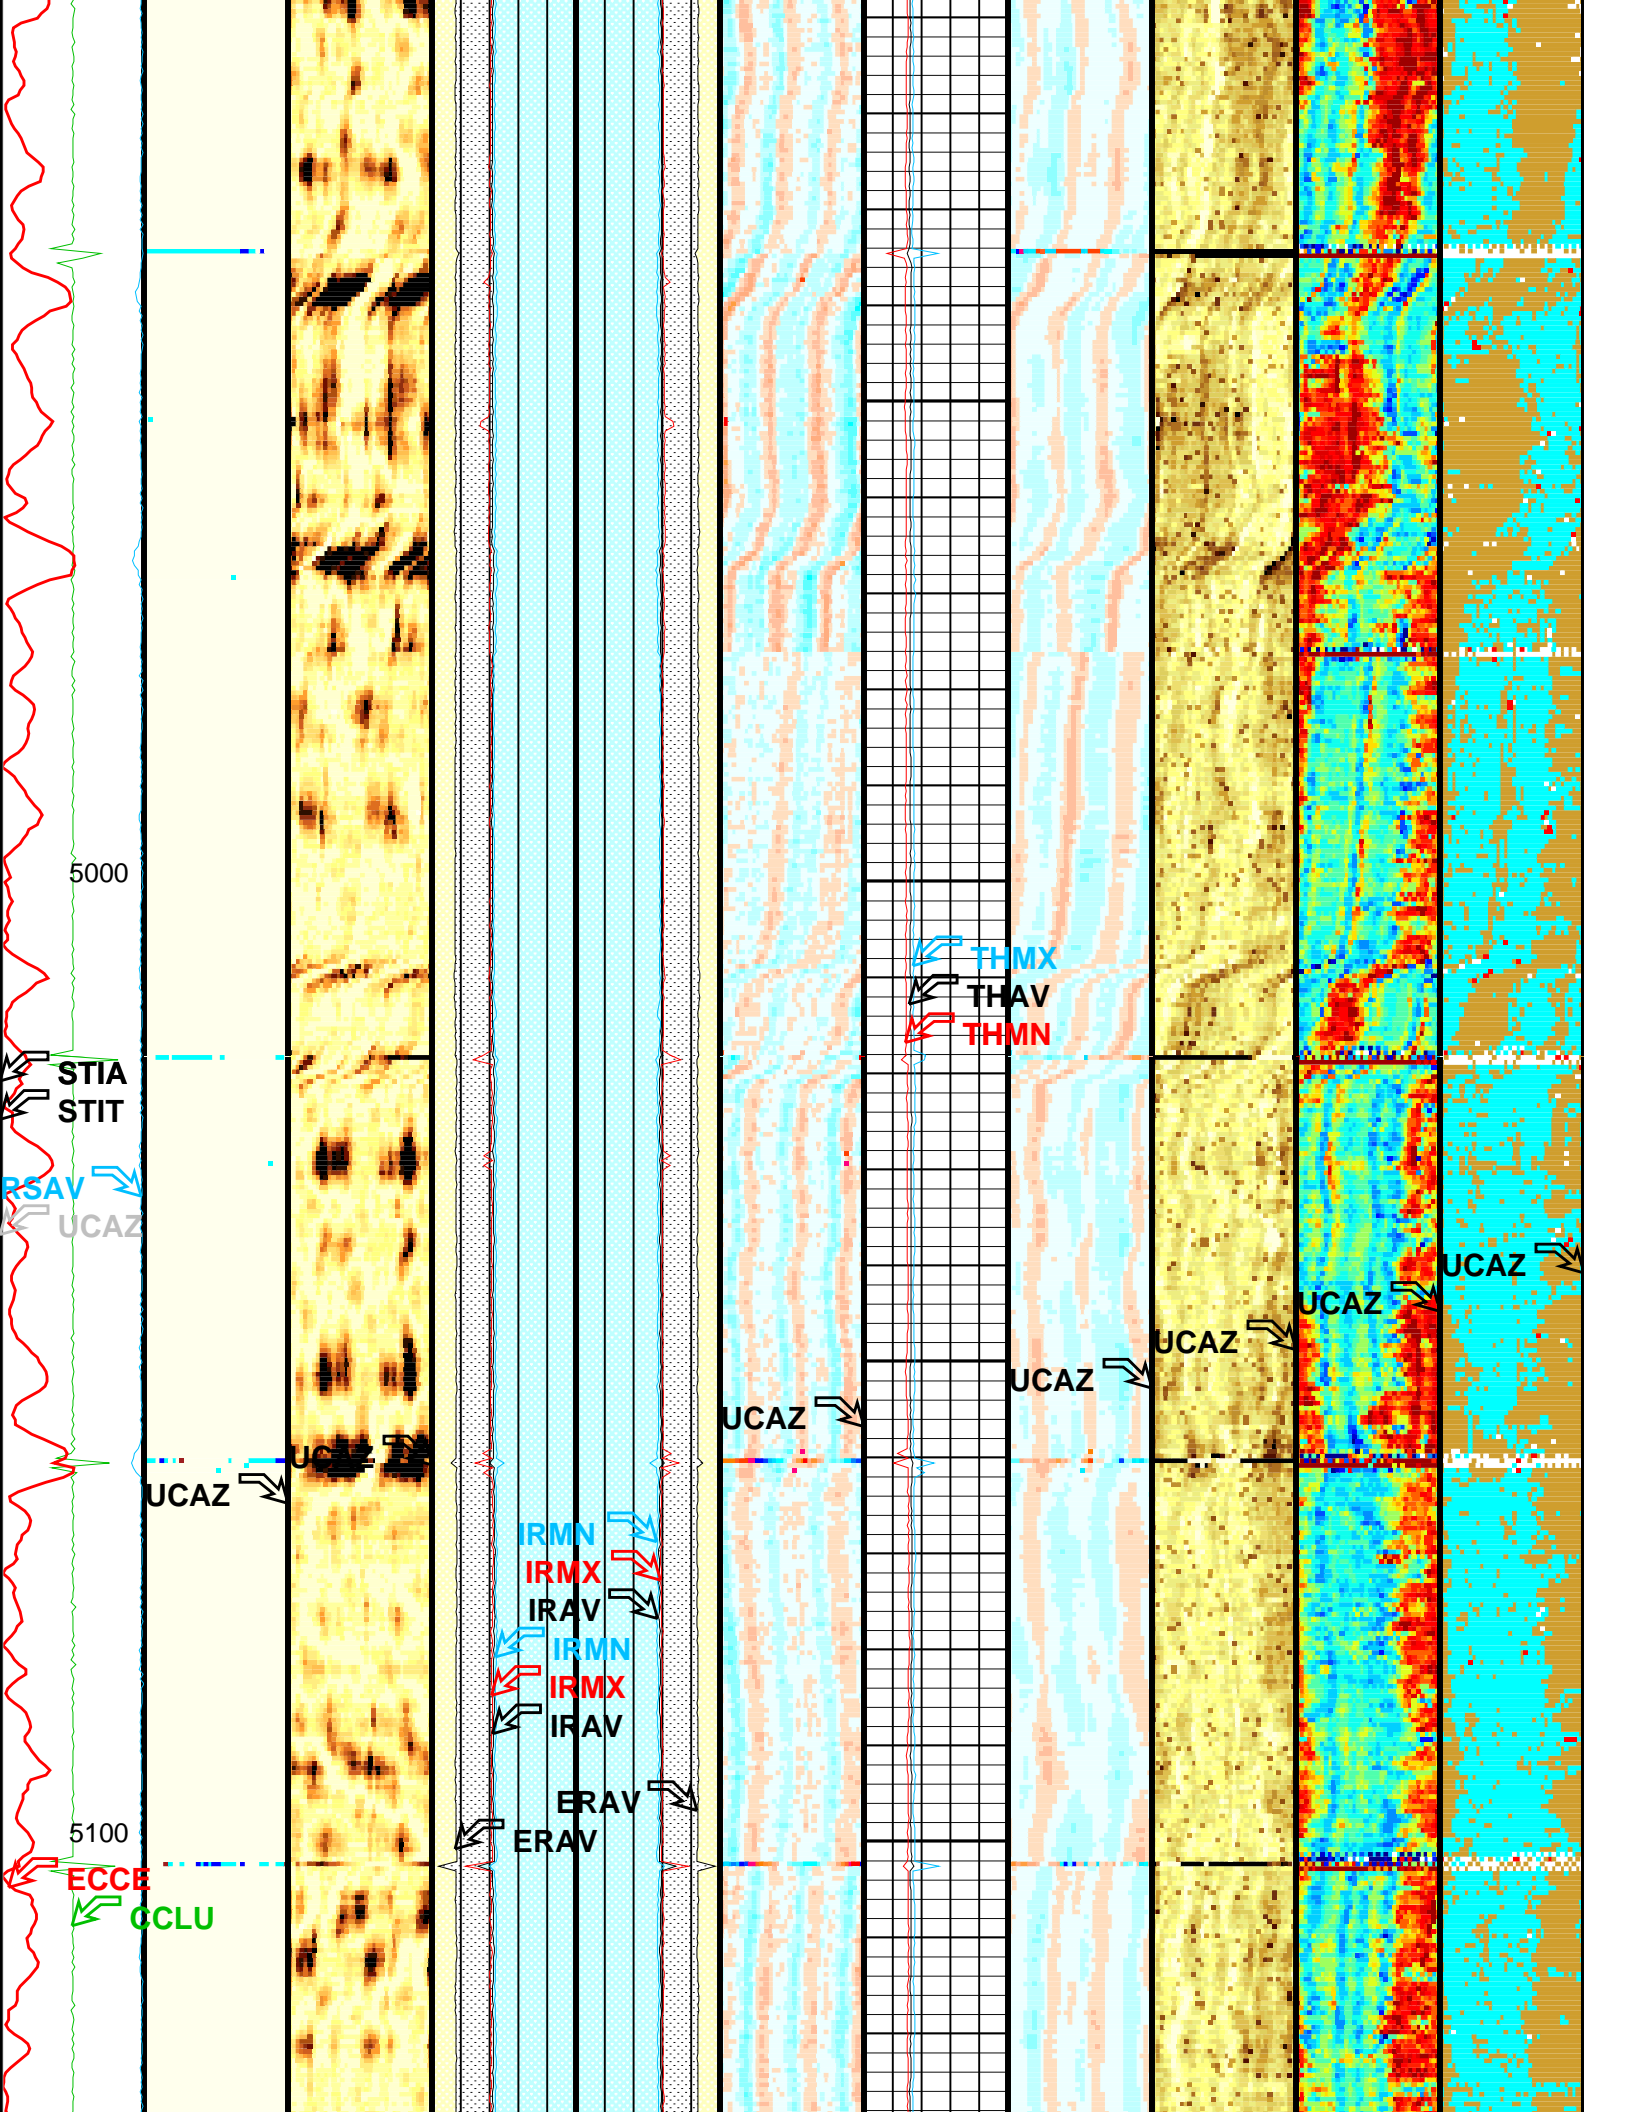 5000
THMX
THAV
THMN
STIA
STIT
RSAV
UCAZ
UCAZ
UCAZ
UCAZ
UCAZ
UCAZ
UCAZ
UCAZ
IRMN
IRMX
IRAV
IRMN
IRMX
IRAV
ERAV
5100
ERAV
ECCE
CCLU